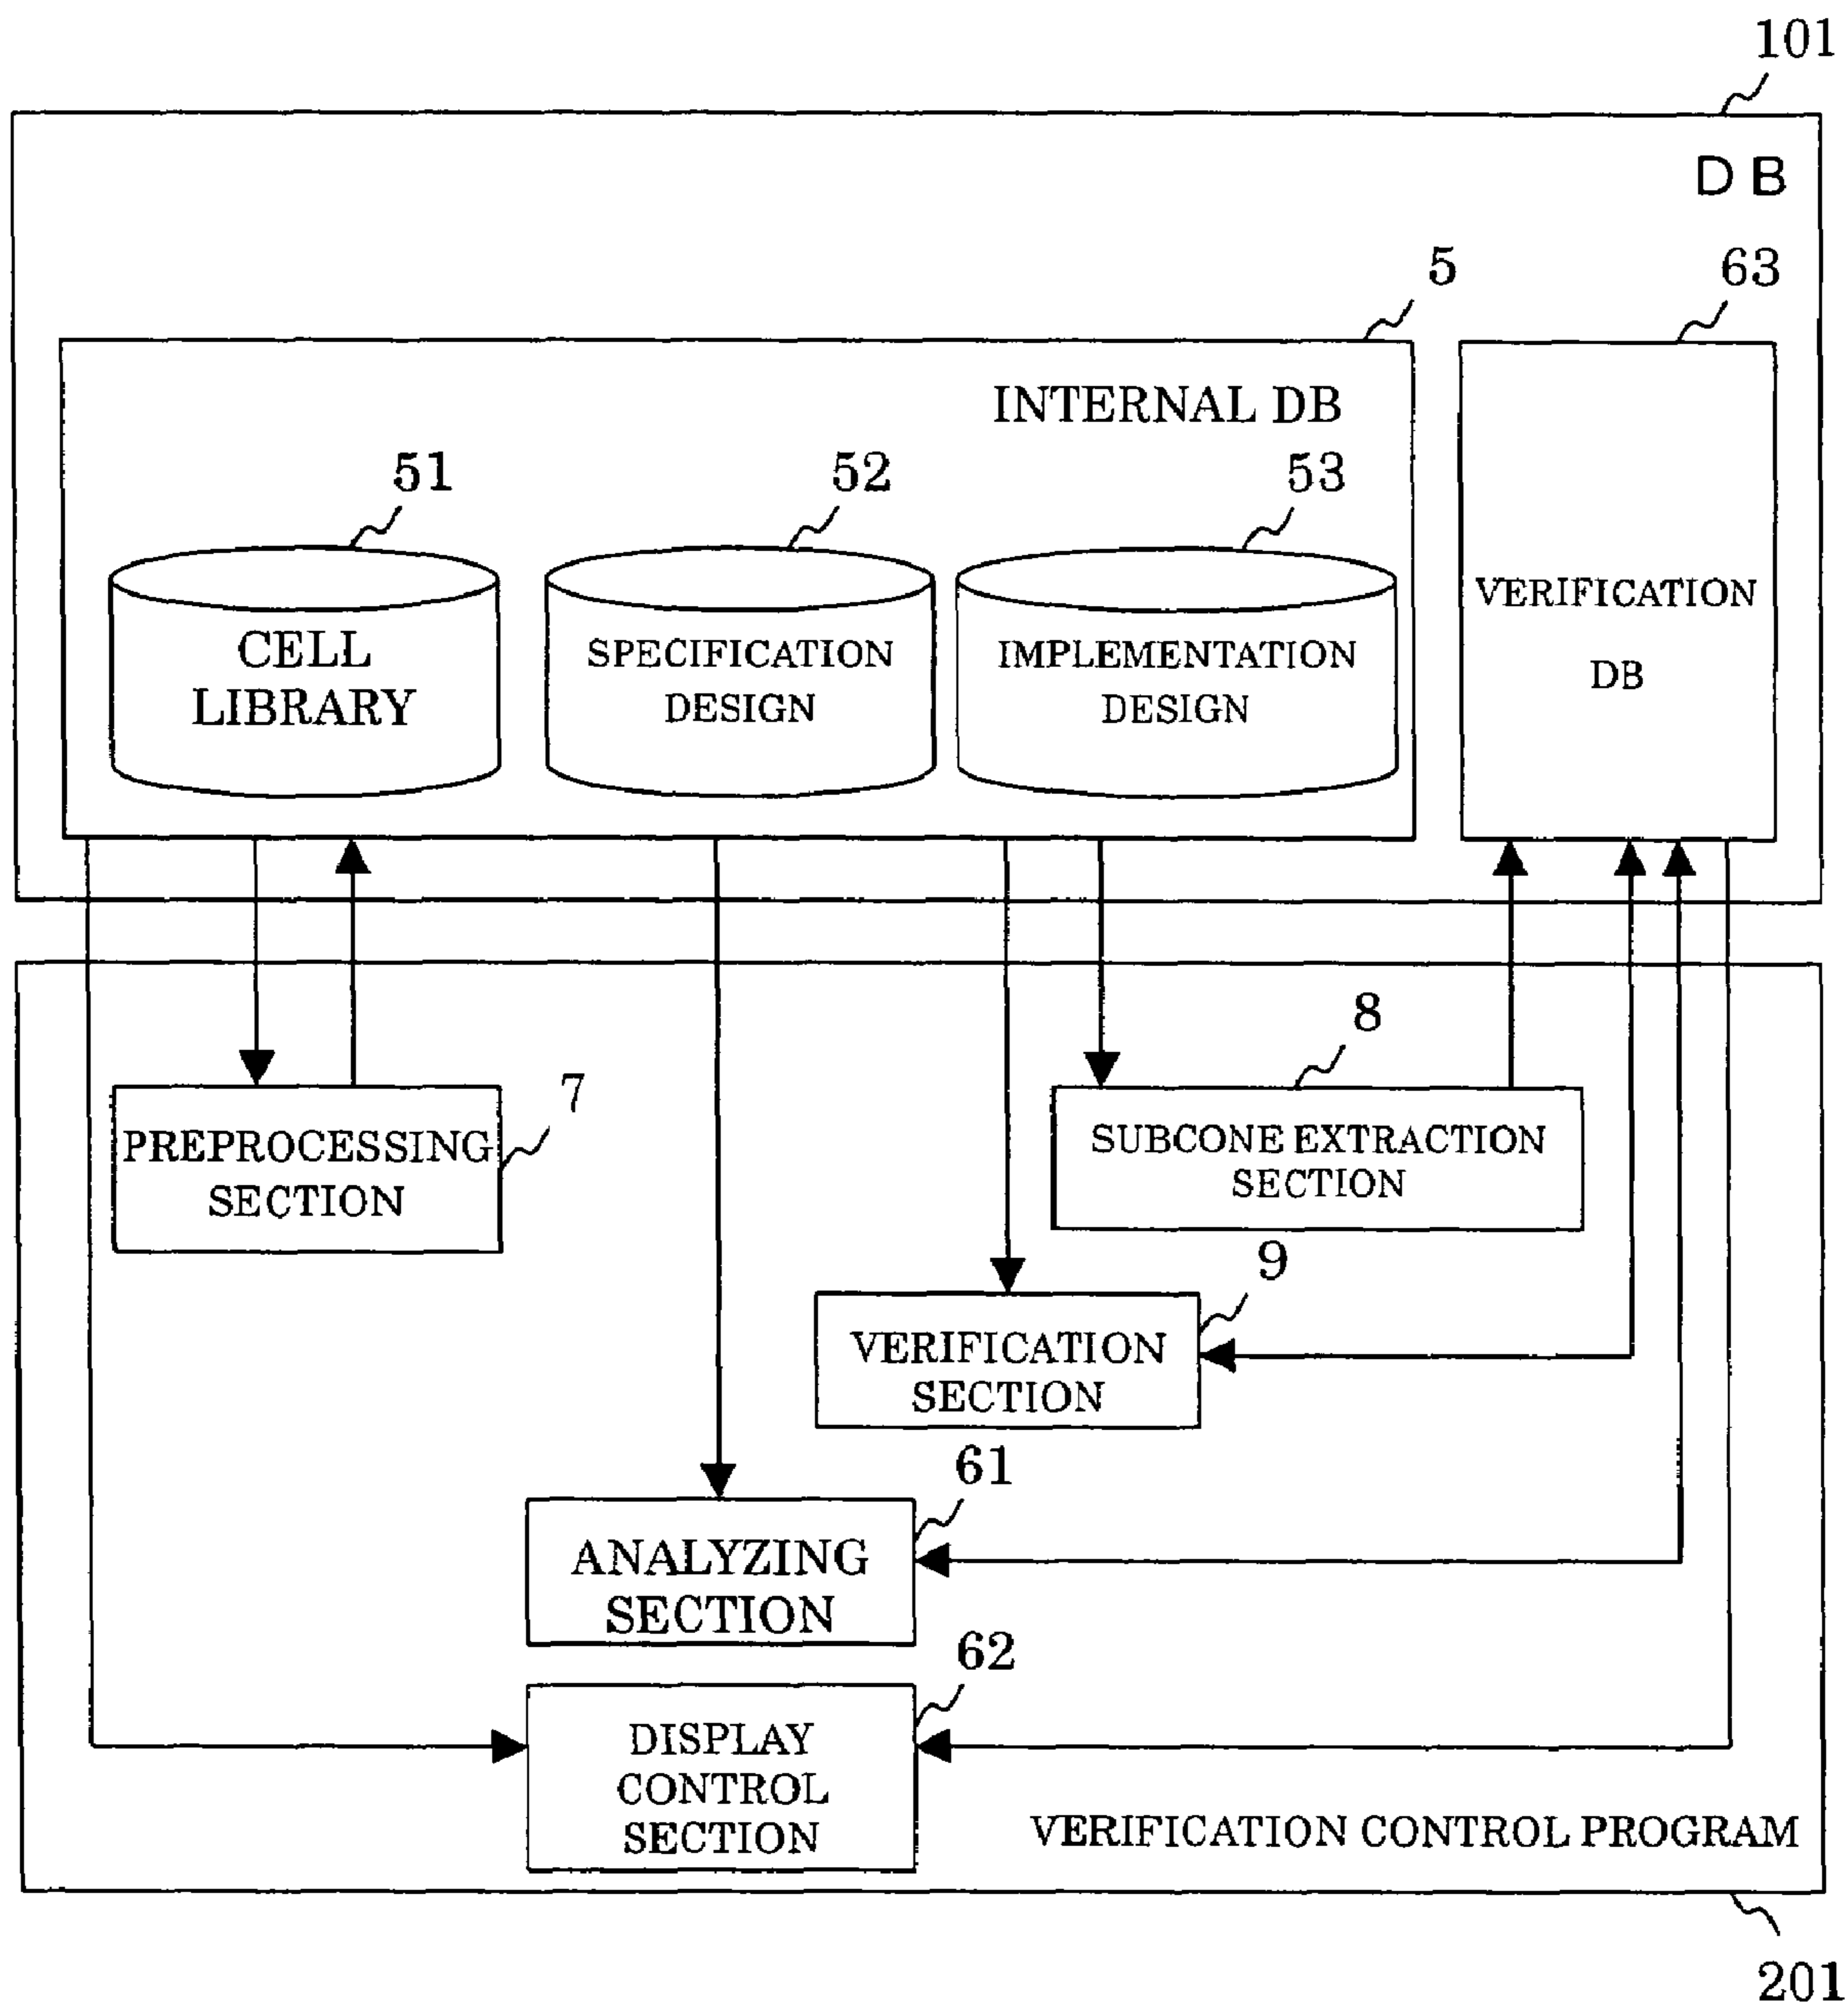 101
D B
5
63
INTERNAL DB
51
52
53
CELL
LIBRARY
SPECIFICATION
DESIGN
IMPLEMENTATION
DESIGN
VERIFICATION
DB
8
7
PREPROCESSING
SECTION
SUBCONE EXTRACTION
SECTION
9
VERIFICATION
SECTION
61
ANALYZING
SECTION
62
DISPLAY
CONTROL
SECTION
VERIFICATION CONTROL PROGRAM
201